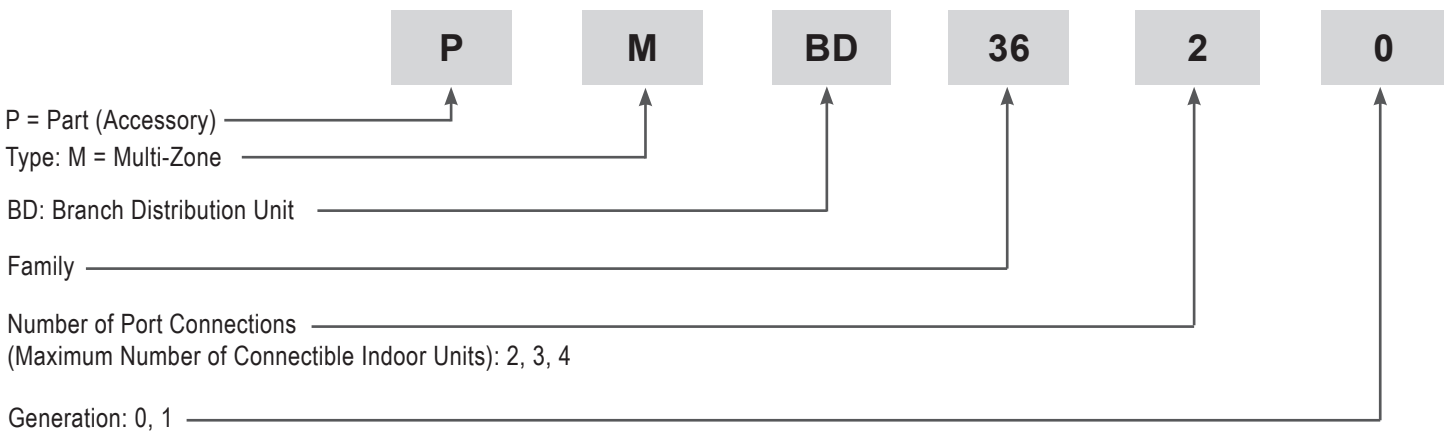 P M BD 36 2 0
P = Part (Accessory)
Type: M = Multi-Zone
BD: Branch Distribution Unit
Family
Number of Port Connections
(Maximum Number of Connectible Indoor Units): 2, 3, 4
Generation: 0, 1